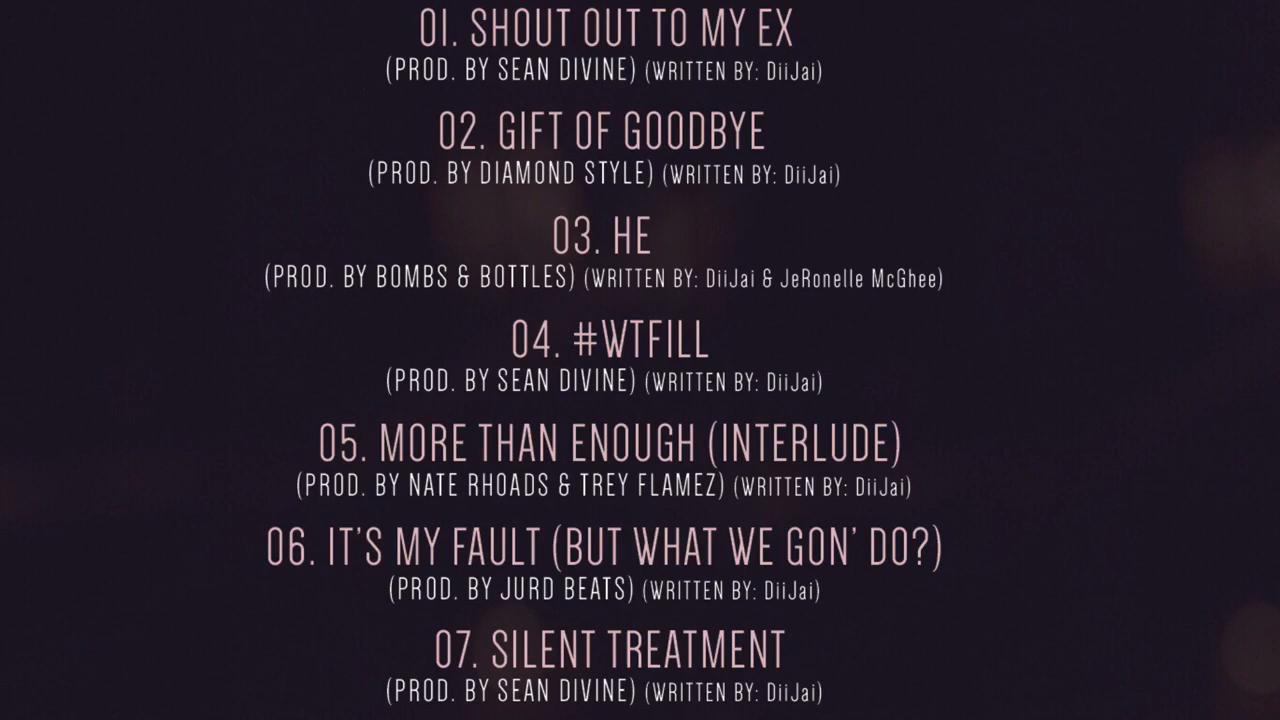 01. SHOUT OUT TO MY EX
(PROD. BY SEAN DIVINE) (WRITTEN BY: DiiJai)
02. GIFT OF GOODBYE
(PROD. BY DIAMOND STYLE) (WRITTEN BY: DiiJai)
03. HE
(PROD. BY BOMBS & BOTTLES) (WRITTEN BY: DiiJai & JeRonelle McGhee)
04. #WTFILL
(PROD. BY SEAN DIVINE) (WRITTEN BY: DiiJai)
05. MORE THAN ENOUGH (INTERLUDE)
(PROD. BY NATE RHOADS & TREY FLAMEZ) (WRITTEN BY: DiiJai)
06. IT’S MY FAULT (BUT WHAT WE GON’ DO?)
(PROD. BY JURD BEATS) (WRITTEN BY: DiiJai)
07. SILENT TREATMENT
(PROD. BY SEAN DIVINE) (WRITTEN BY: DiiJai)